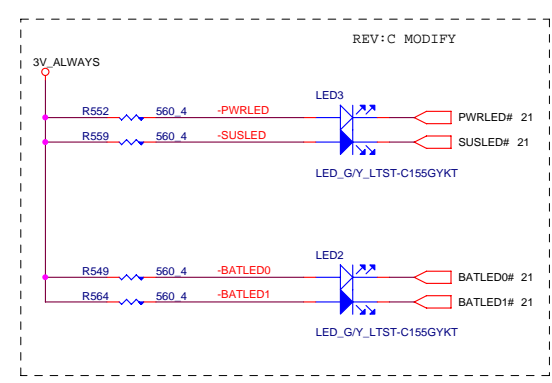 REV:C MODIFY
3V_ALWAYS
LED3
R552 560_4 -PWRLED PWRLED# 21
R559 560_4 -SUSLED SUSLED# 21
LED_G/Y_LTST-C155GYKT
LED2
R549 560_4 -BATLED0 BATLED0# 21
R564 560_4 -BATLED1 BATLED1# 21
LED_G/Y_LTST-C155GYKT